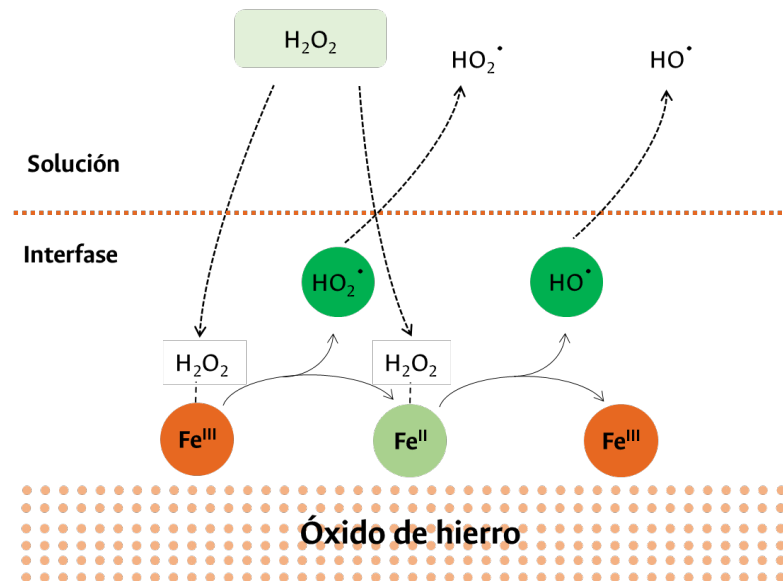 H₂O₂
HO₂•
HO•
Solución
Interfase
HO₂•
HO•
H₂O₂
H₂O₂
Feᴵᴵᴵ
Feᴵᴵ
Feᴵᴵᴵ
Óxido de hierro